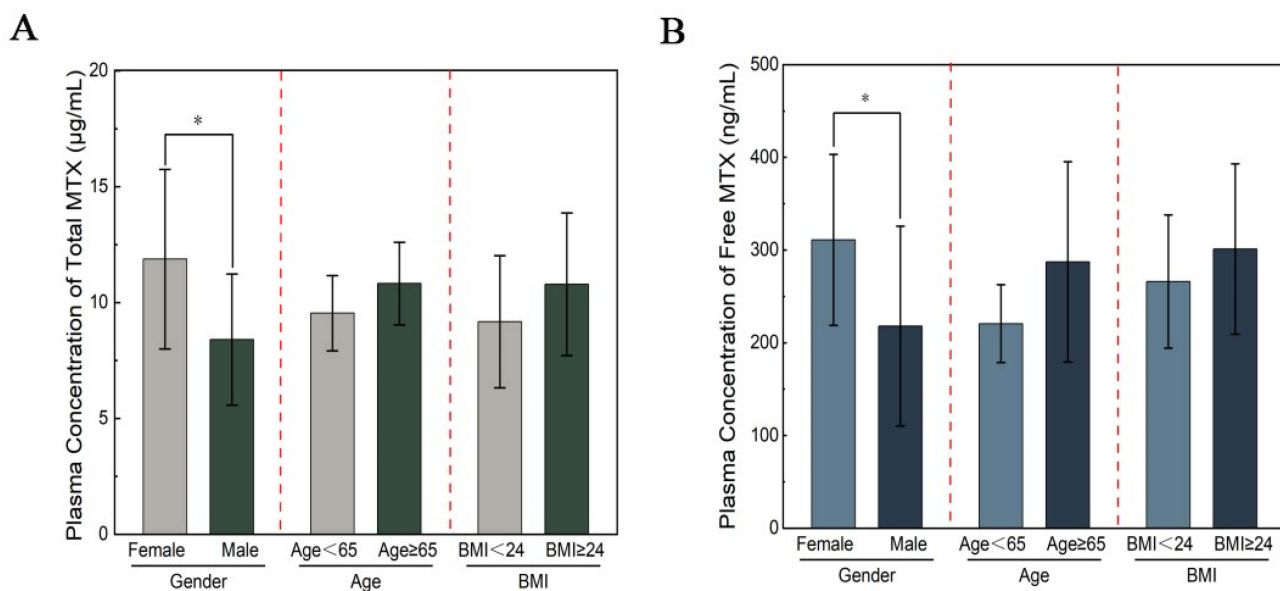 A
Plasma Concentration of Total MTX (μg/mL)
20
15
10
5
0
*
Female Male Age<65 Age≥65 BMI<24 BMI≥24
Gender Age BMI
B
Plasma Concentration of Free MTX (ng/mL)
500
400
300
200
100
0
*
Female Male Age<65 Age≥65 BMI<24 BMI≥24
Gender Age BMI